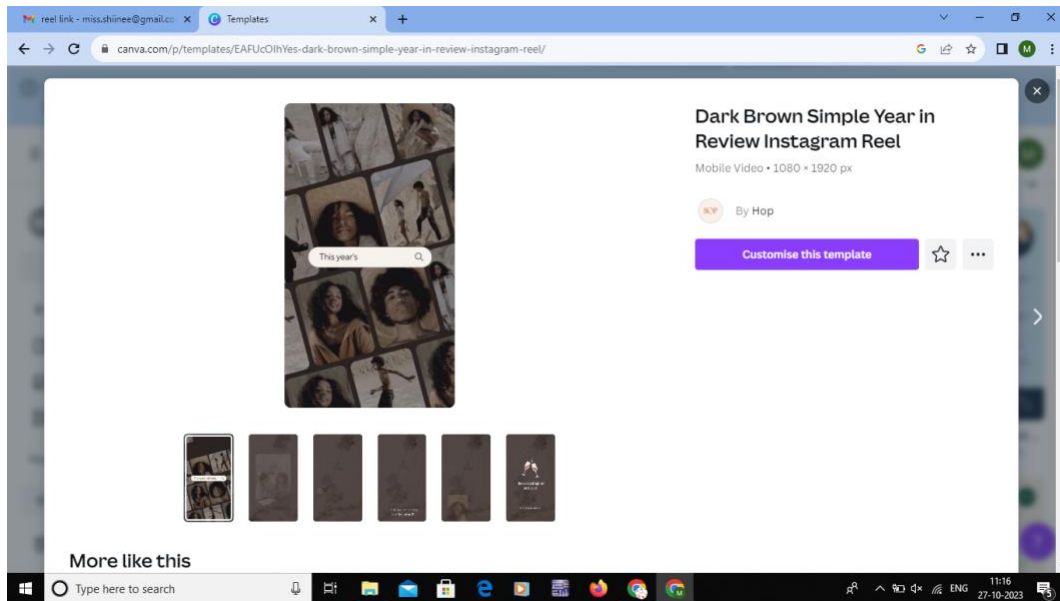 reel link - miss.shiinee@gmail.co
Templates
canva.com/p/templates/EAFUcOIhYes-dark-brown-simple-year-in-review-instagram-reel/
M
Dark Brown Simple Year in
Review Instagram Reel
Mobile Video • 1080 × 1920 px
HOP
By Hop
Customise this template
This year's
More like this
Type here to search
ENG
11:16
27-10-2023
5